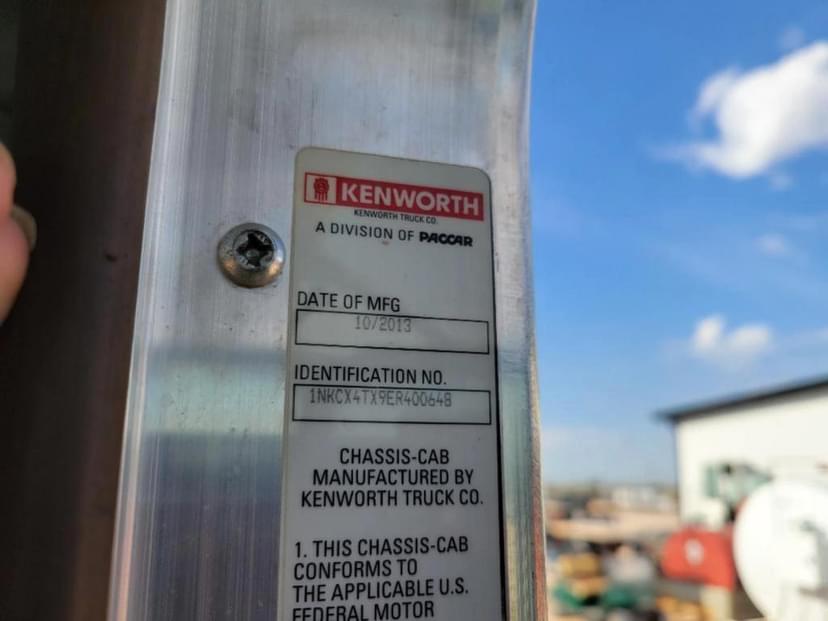 KENWORTH
KENWORTH TRUCK CO.
A DIVISION OF PACCAR
DATE OF MFG
10/2013
IDENTIFICATION NO.
1NKCX4TX9ER400648
CHASSIS-CAB
MANUFACTURED BY
KENWORTH TRUCK CO.
1. THIS CHASSIS-CAB
CONFORMS TO
THE APPLICABLE U.S.
FEDERAL MOTOR